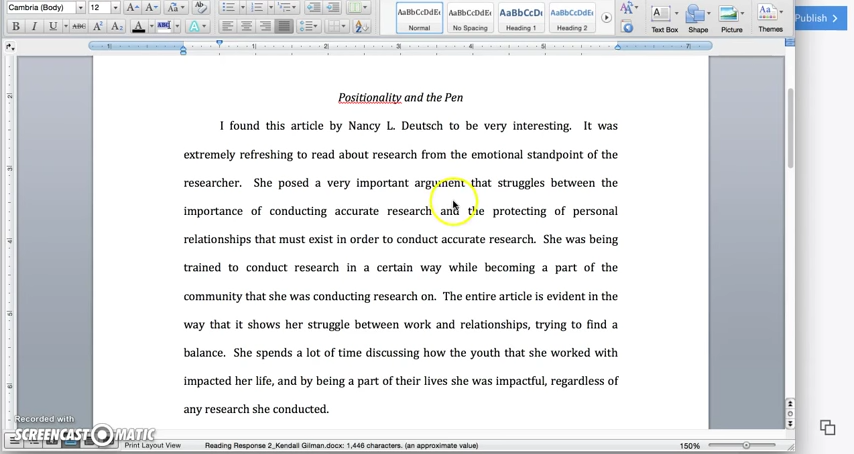 Cambria (Body) 12
AaBbCcDdEe AaBbCcDdEe AaBbCcDc AaBbCcDdEe
Normal No Spacing Heading 1 Heading 2 Text Box Shape Picture Themes
Publish
B I U ABC A² A₂ A ABC A
Positionality and the Pen
I found this article by Nancy L. Deutsch to be very interesting. It was
extremely refreshing to read about research from the emotional standpoint of the
researcher. She posed a very important argument that struggles between the
importance of conducting accurate research and the protecting of personal
relationships that must exist in order to conduct accurate research. She was being
trained to conduct research in a certain way while becoming a part of the
community that she was conducting research on. The entire article is evident in the
way that it shows her struggle between work and relationships, trying to find a
balance. She spends a lot of time discussing how the youth that she worked with
impacted her life, and by being a part of their lives she was impactful, regardless of
any research she conducted.
Recorded with
SCREENCAST O MATIC
Print Layout View Reading Response 2_Kendall Gilman.docx: 1,446 characters. (an approximate value) 150%